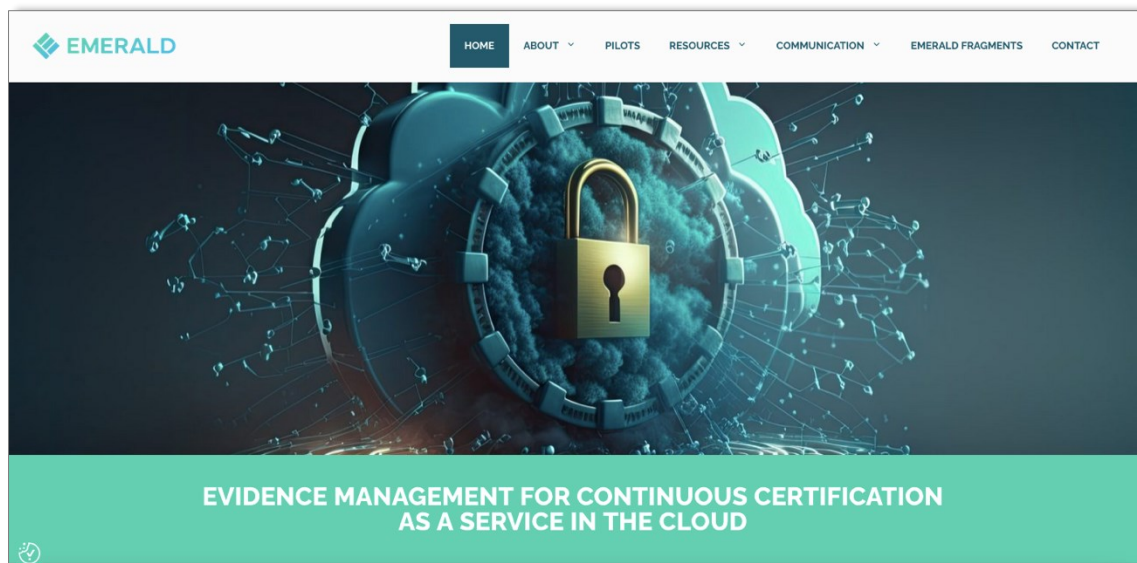 EMERALD
HOME ABOUT PILOTS RESOURCES COMMUNICATION EMERALD FRAGMENTS CONTACT
EVIDENCE MANAGEMENT FOR CONTINUOUS CERTIFICATION
AS A SERVICE IN THE CLOUD